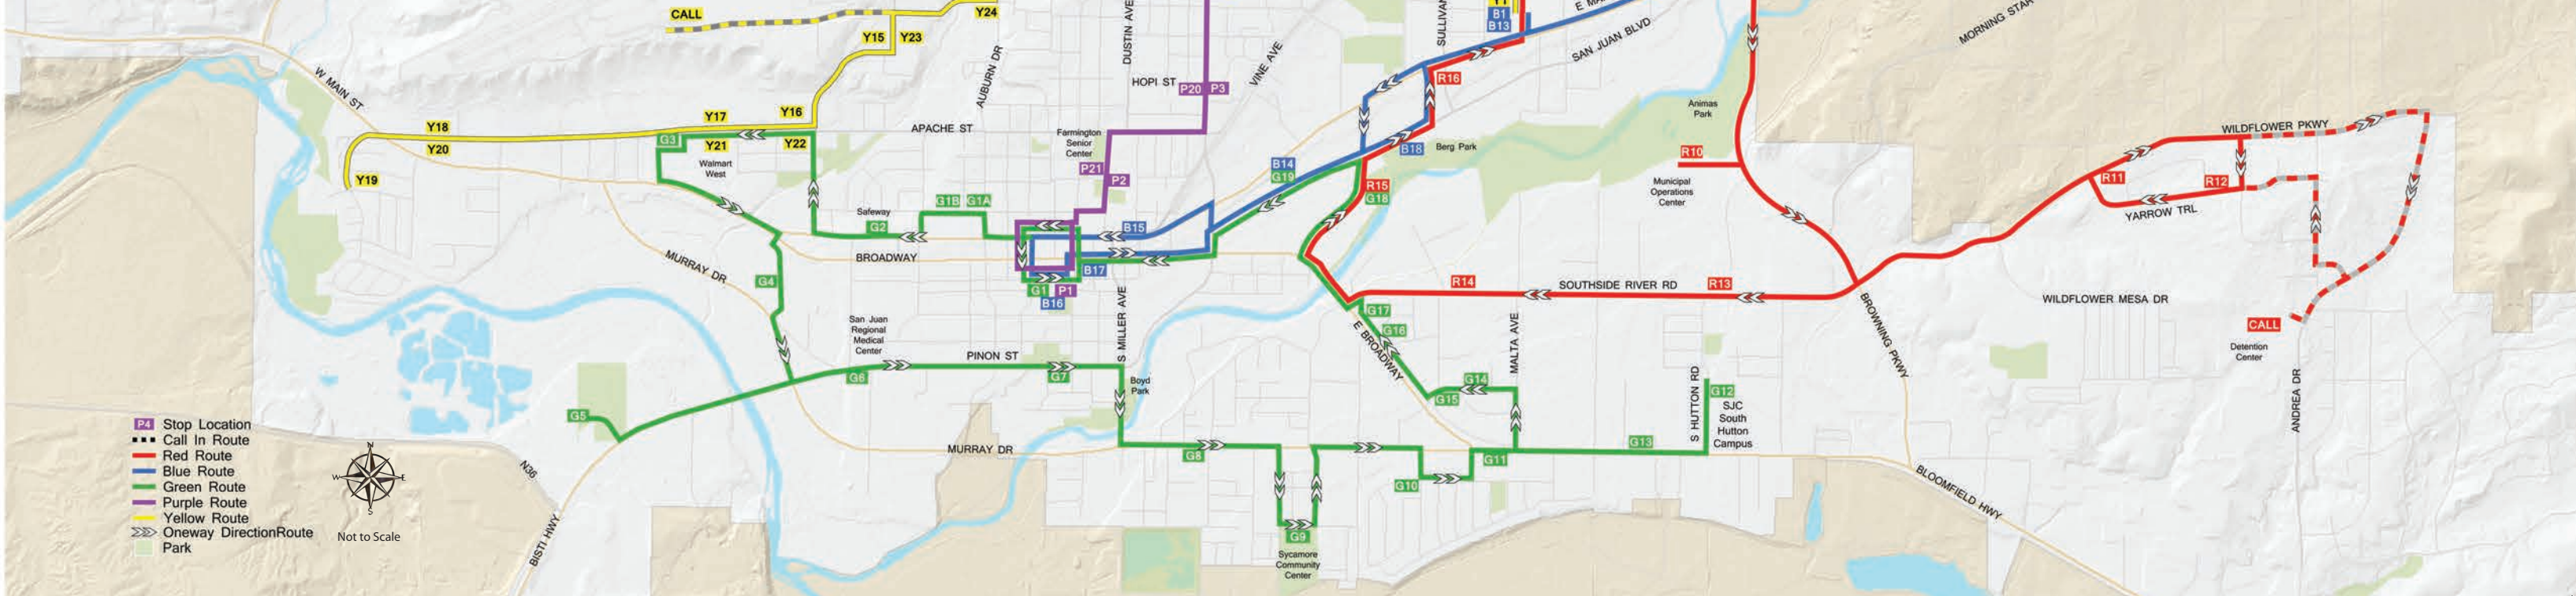 CALL
Y24
Y15
Y23
W MAIN ST
Y18
Y20
Y19
Y17
Y16
Y21
Y22
G3
Walmart
West
AUBURN DR
DUSTIN AVE
HOPI ST
P20
P3
VINE AVE
APACHE ST
Farmington
Senior
Center
P21
P2
Safeway
G2
G1B
G1A
BROADWAY
B15
B17
G1
P1
B16
MURRAY DR
G4
San Juan
Regional
Medical
Center
G6
PINON ST
G7
S MILLER AVE
Boyd
Park
G5
MURRAY DR
G8
G9
Sycamore
Community
Center
G10
G11
B14
G19
B18
Berg Park
R15
G18
R16
B1
B13
SAN JUAN BLVD
MORNING STAR
Animas
Park
R10
Municipal
Operations
Center
R14
SOUTHSIDE RIVER RD
R13
G17
G16
E BROADWAY
MALTA AVE
G14
G15
S HUTTON RD
G12
SJC
South
Hutton
Campus
G13
BROWNING PKWY
BLOOMFIELD HWY
R11
R12
YARROW TRL
WILDFLOWER PKWY
WILDFLOWER MESA DR
CALL
Detention
Center
ANDREA DR
N36
BISTI HWY
P4 Stop Location
Call In Route
Red Route
Blue Route
Green Route
Purple Route
Yellow Route
Oneway DirectionRoute
Park
N
W E
S
Not to Scale